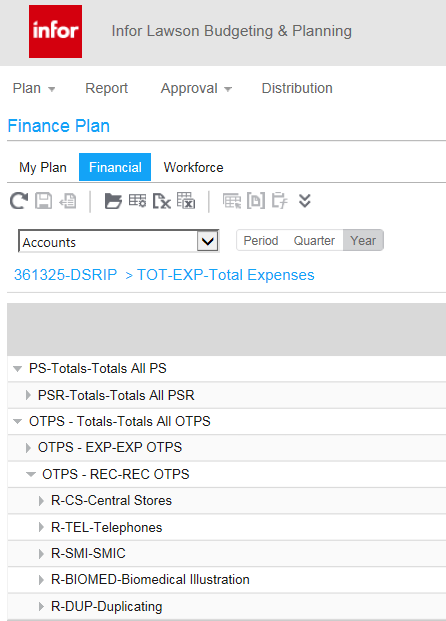 infor Infor Lawson Budgeting & Planning
Plan Report Approval Distribution
Finance Plan
My Plan Financial Workforce
Accounts Period Quarter Year
361325-DSRIP > TOT-EXP-Total Expenses
PS-Totals-Totals All PS
PSR-Totals-Totals All PSR
OTPS - Totals-Totals All OTPS
OTPS - EXP-EXP OTPS
OTPS - REC-REC OTPS
R-CS-Central Stores
R-TEL-Telephones
R-SMI-SMIC
R-BIOMED-Biomedical Illustration
R-DUP-Duplicating